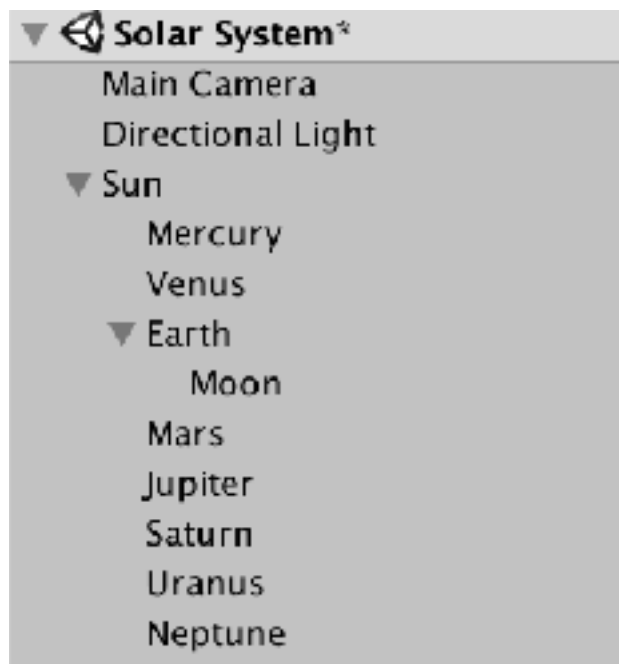 Solar System*
Main Camera
Directional Light
Sun
Mercury
Venus
Earth
Moon
Mars
Jupiter
Saturn
Uranus
Neptune